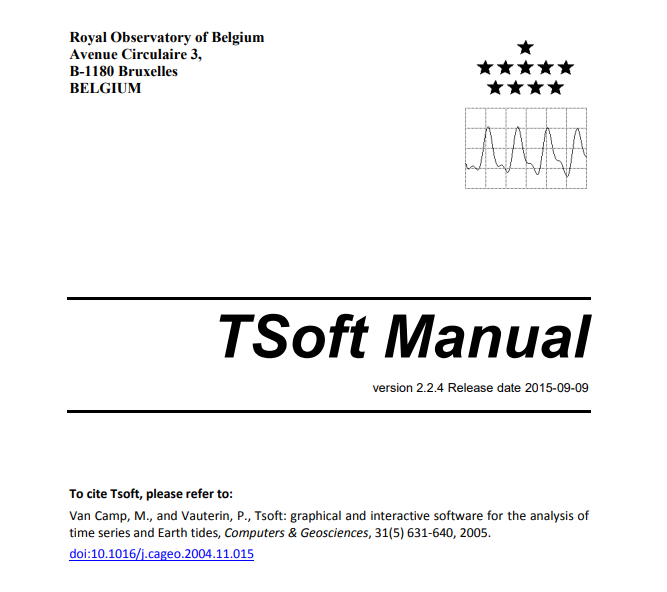 Royal Observatory of Belgium
Avenue Circulaire 3,
B-1180 Bruxelles
BELGIUM
TSoft Manual
version 2.2.4 Release date 2015-09-09
To cite Tsoft, please refer to:
Van Camp, M., and Vauterin, P., Tsoft: graphical and interactive software for the analysis of
time series and Earth tides, Computers & Geosciences, 31(5) 631-640, 2005.
doi:10.1016/j.cageo.2004.11.015